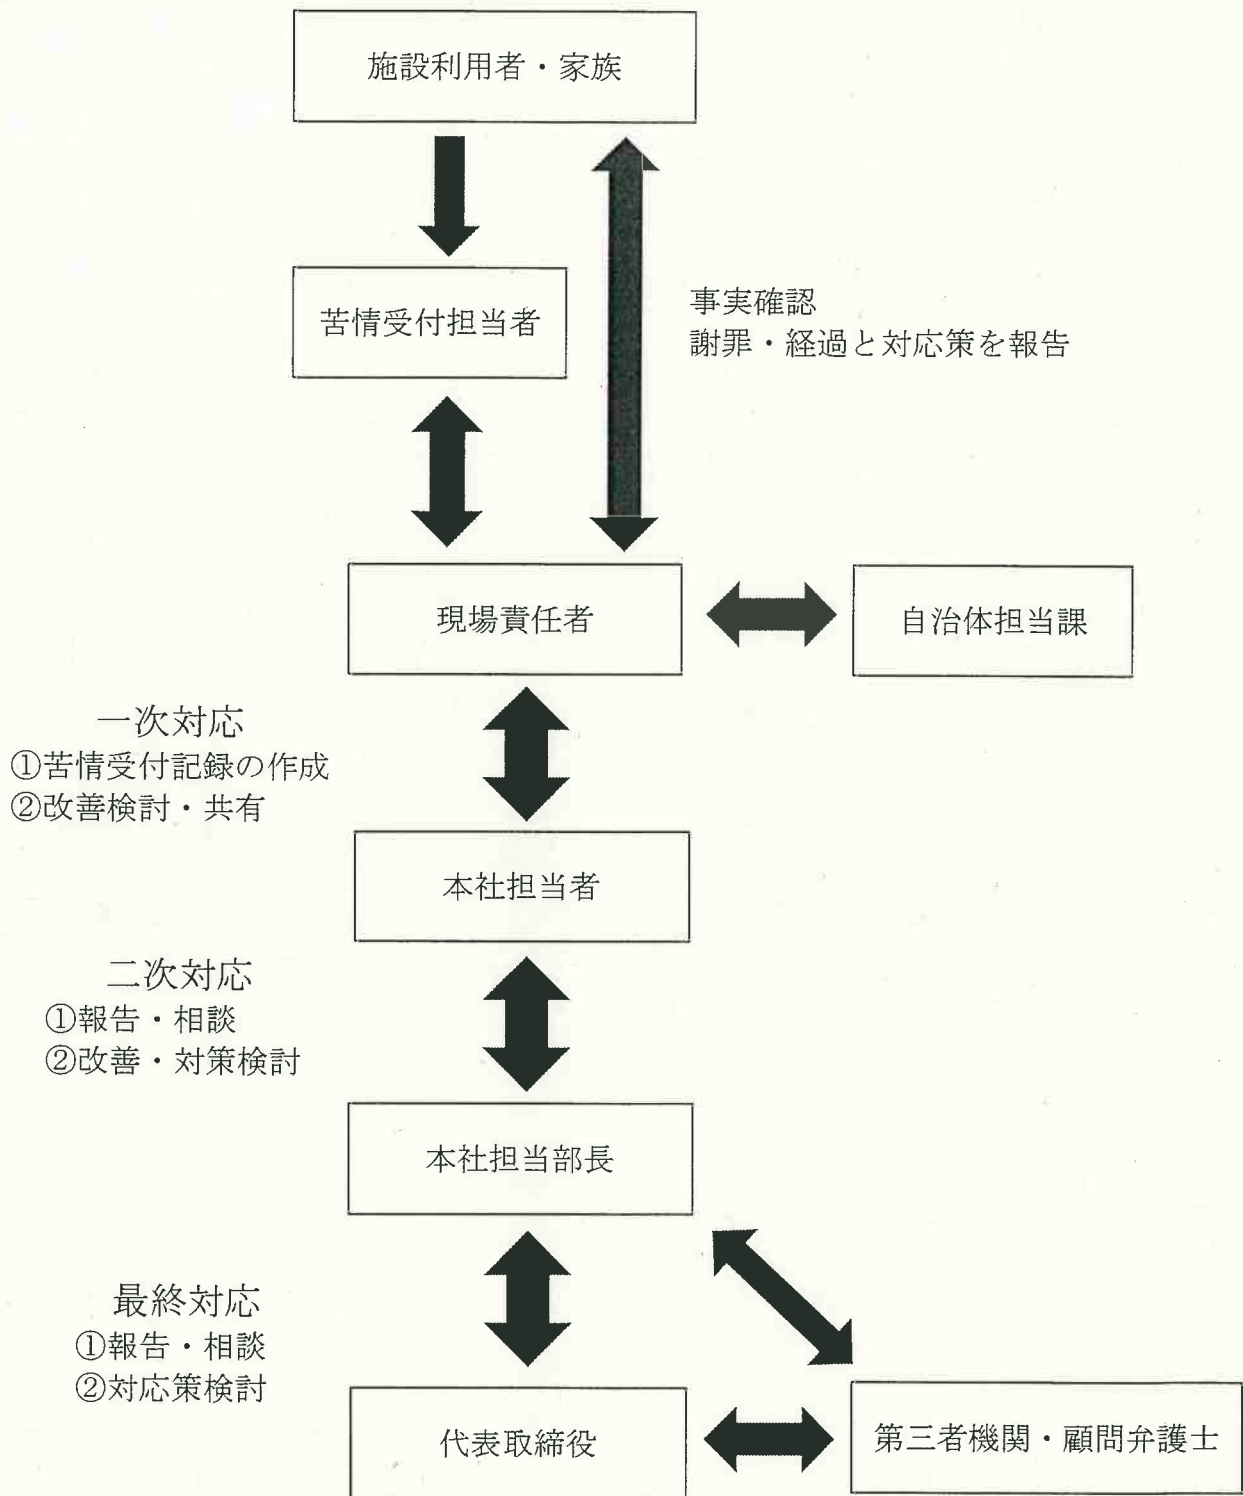 施設利用者・家族
苦情受付担当者
事実確認
謝罪・経過と対応策を報告
現場責任者
自治体担当課
一次対応
①苦情受付記録の作成
②改善検討・共有
本社担当者
二次対応
①報告・相談
②改善・対策検討
本社担当部長
最終対応
①報告・相談
②対応策検討
代表取締役
第三者機関・顧問弁護士